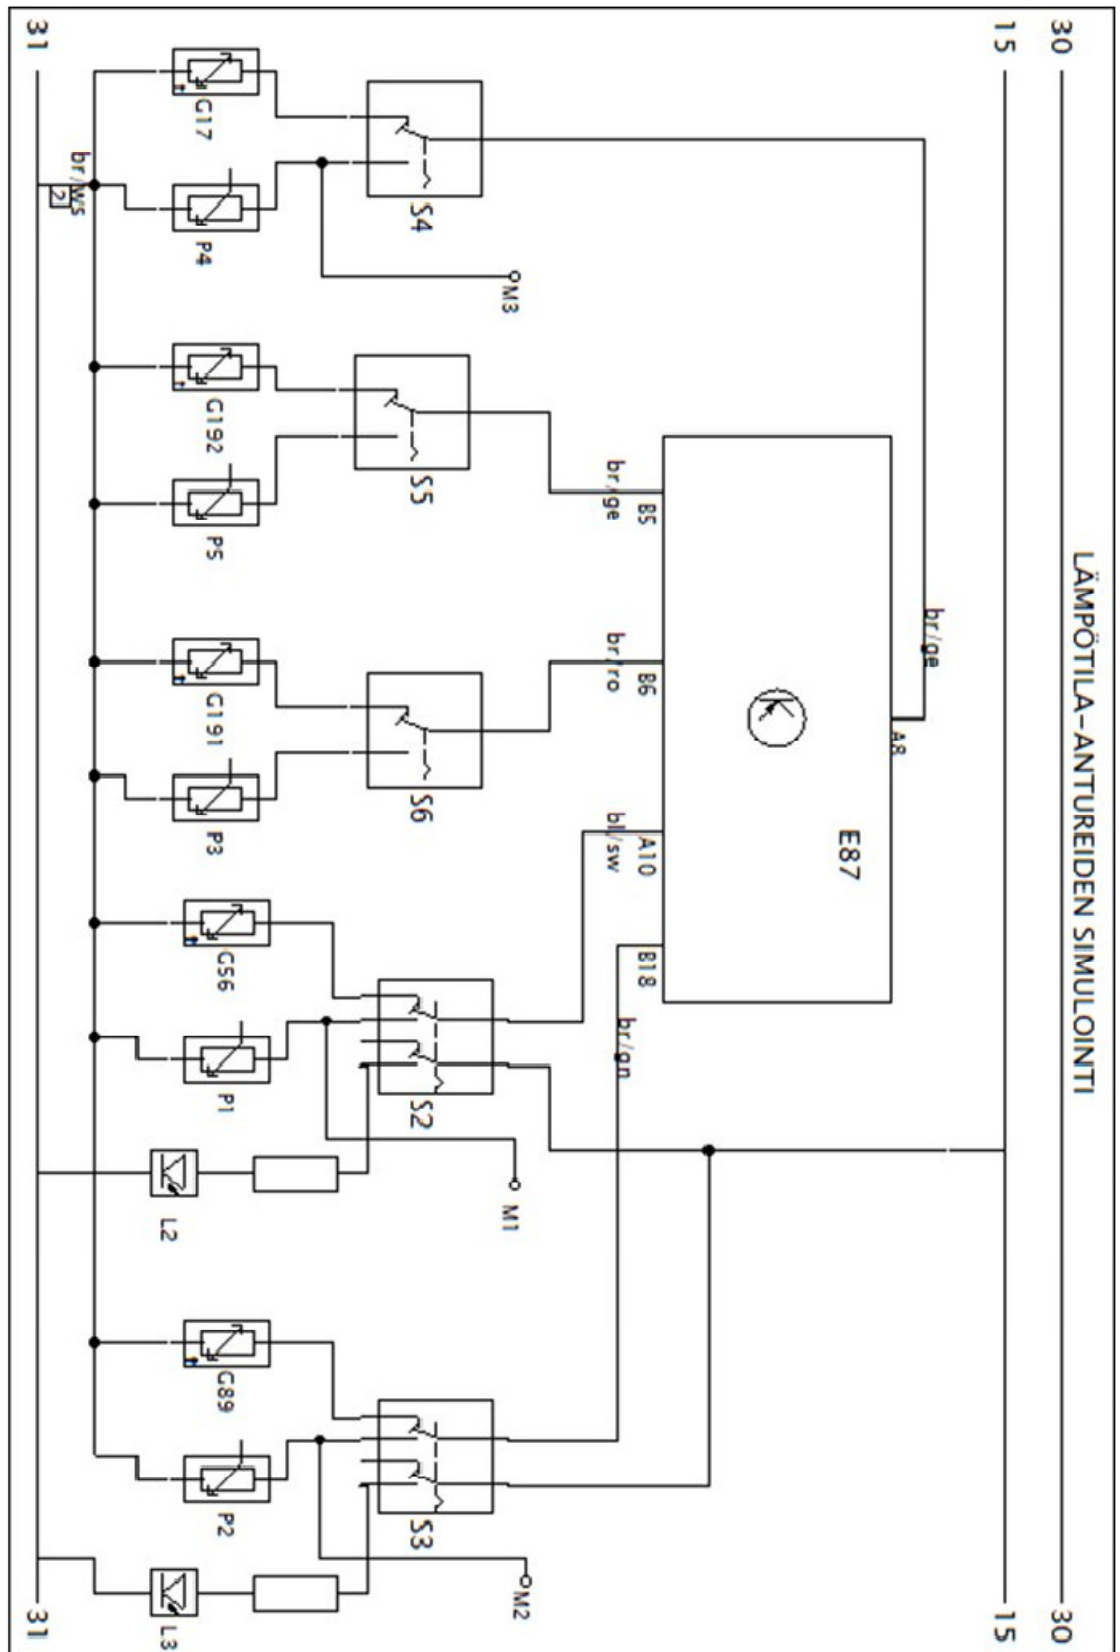 LÄMPÖTILA-ANTUREIDEN SIMULOINTI
30
30
15
15
br/ge
A8
E87
B5
B6
A10
B18
br/ge
br/ro
bl/sw
br/gn
M3
M1
M2
S4
S5
S6
S2
S3
G17
P4
G192
P5
G191
P3
G56
P1
L2
G89
P2
L3
br/ws
2
31
31